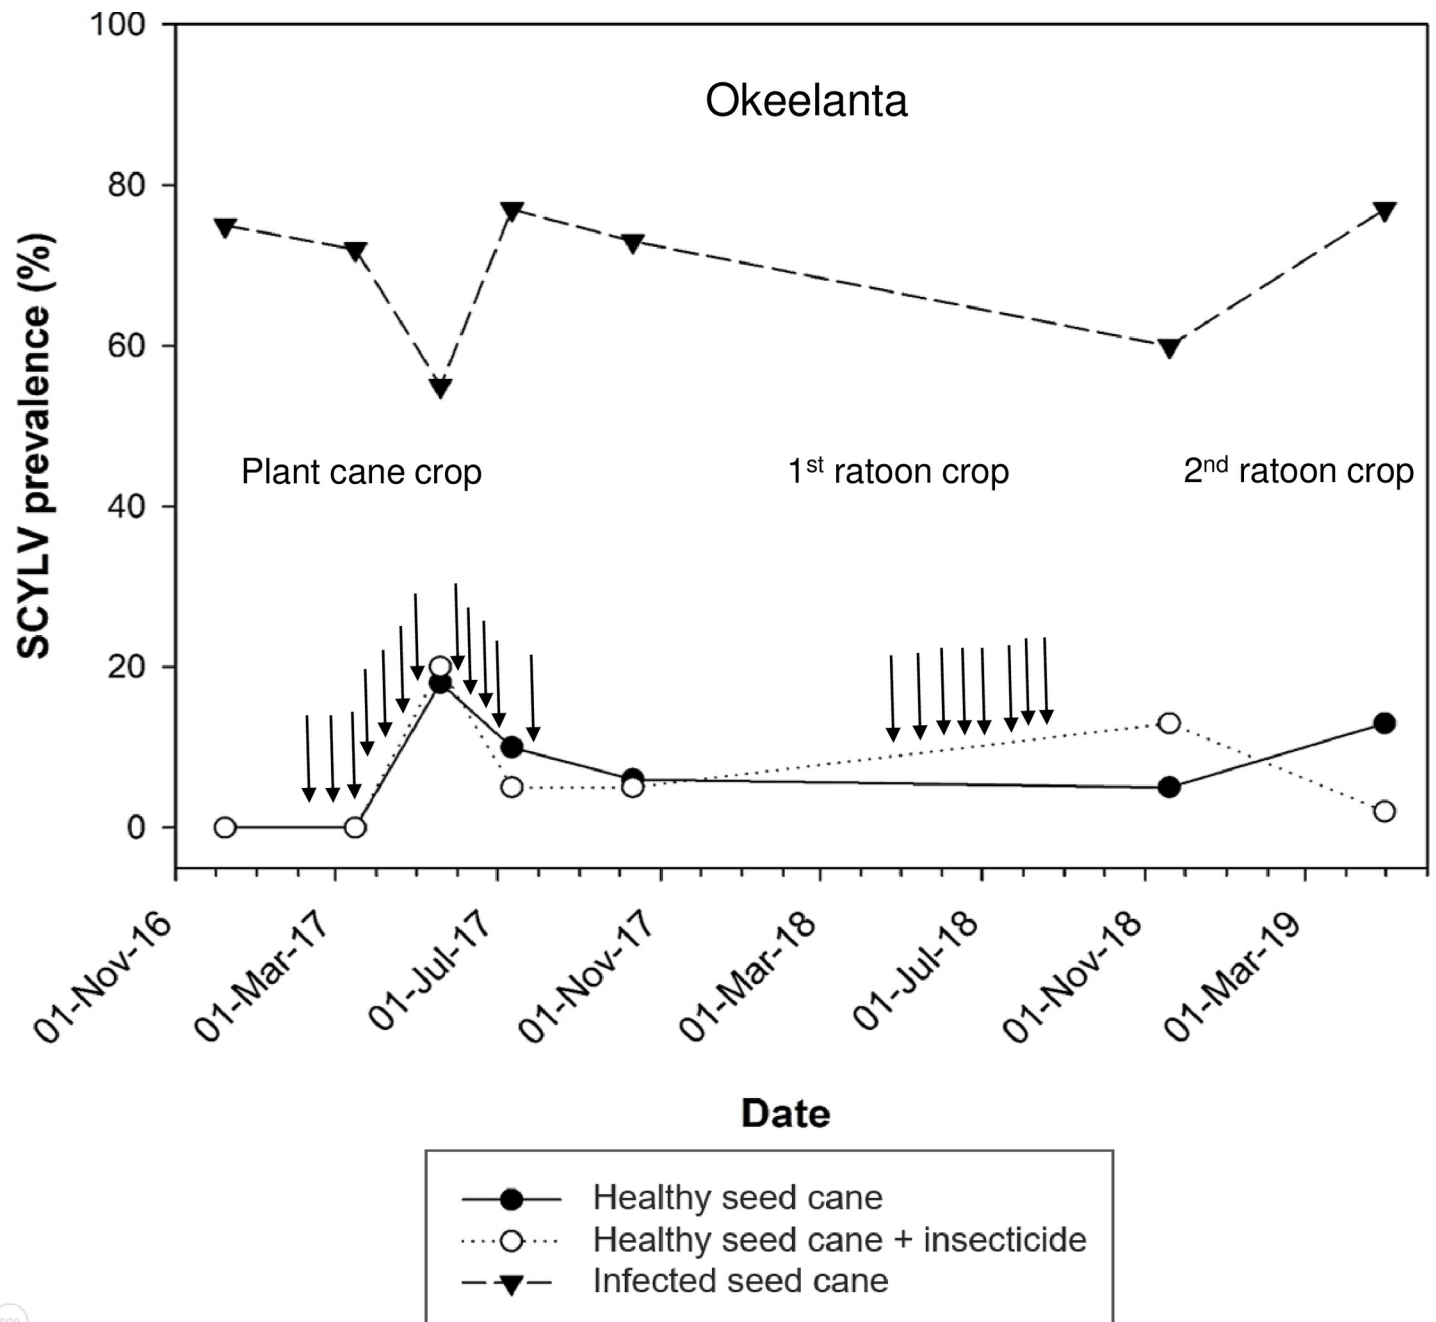 100
Okeelanta
80
60
40
20
0
SCYLV prevalence (%)
Plant cane crop
1st ratoon crop
2nd ratoon crop
01-Nov-16
01-Mar-17
01-Jul-17
01-Nov-17
01-Mar-18
01-Jul-18
01-Nov-18
01-Mar-19
Date
Healthy seed cane
Healthy seed cane + insecticide
Infected seed cane